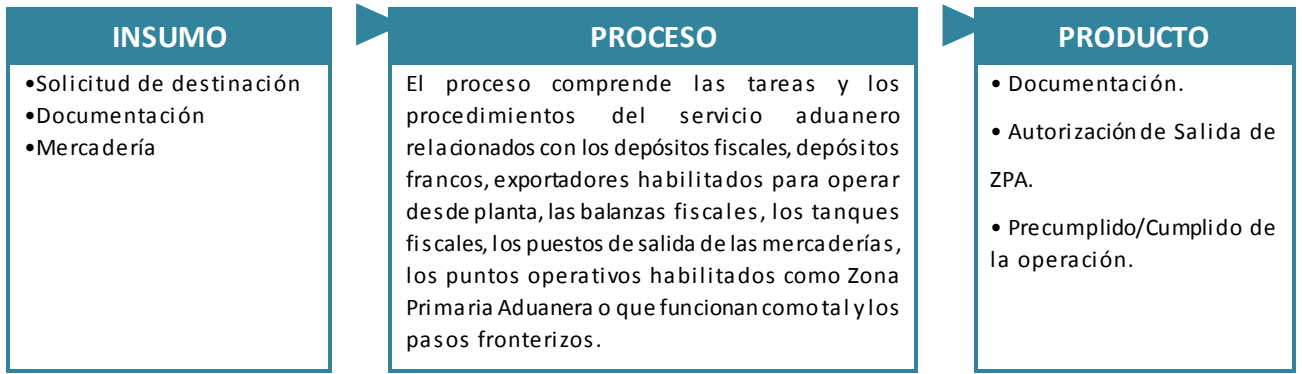 INSUMO
•Solicitud de destinación
•Documentación
•Mercadería
PROCESO
El proceso comprende las tareas y los
procedimientos del servicio aduanero
relacionados con los depósitos fiscales, depósitos
francos, exportadores habilitados para operar
desde planta, las balanzas fiscales, los tanques
fiscales, los puestos de salida de las mercaderías,
los puntos operativos habilitados como Zona
Primaria Aduanera o que funcionan como tal y los
pasos fronterizos.
PRODUCTO
• Documentación.
• Autorización de Salida de
ZPA.
• Precumplido/Cumplido de
la operación.